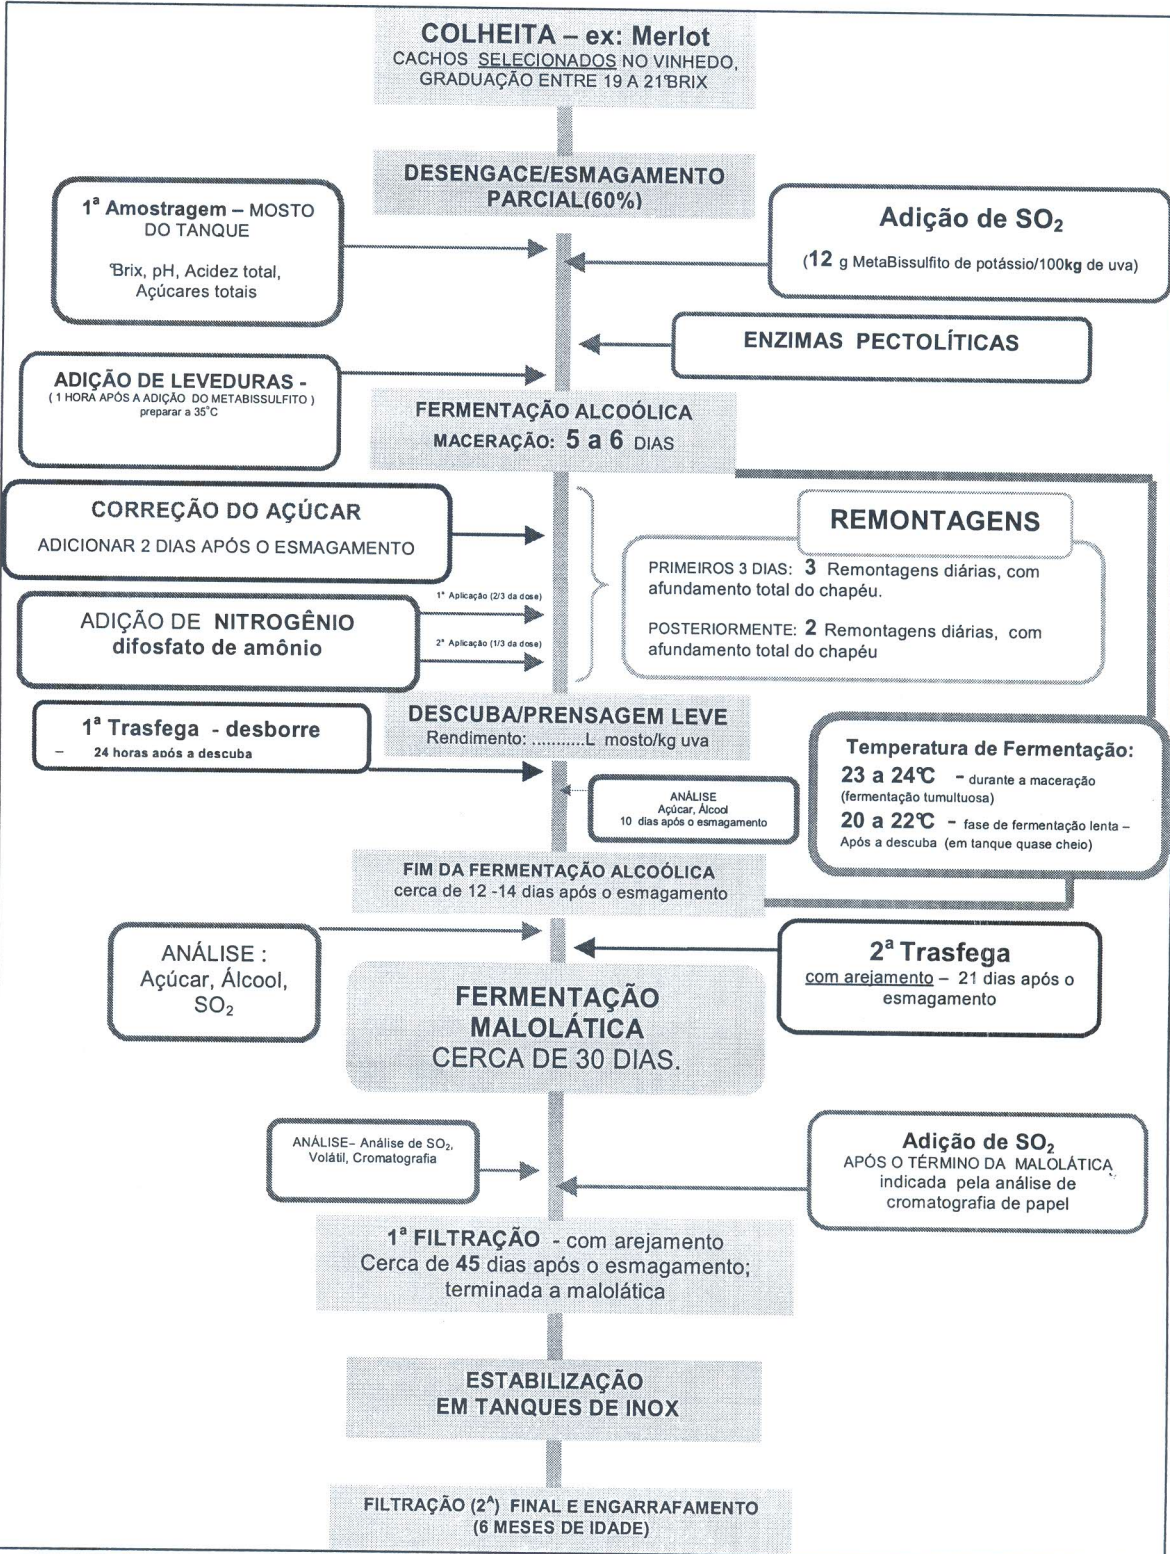 COLHEITA – ex: Merlot
CACHOS SELECIONADOS NO VINHEDO,
GRADUAÇÃO ENTRE 19 A 21°BRIX
DESENGACE/ESMAGAMENTO
PARCIAL(60%)
1ª Amostragem – MOSTO
DO TANQUE
°Brix, pH, Acidez total,
Açúcares totais
Adição de SO₂
(12 g MetaBissulfito de potássio/100kg de uva)
ENZIMAS PECTOLÍTICAS
ADIÇÃO DE LEVEDURAS -
( 1 HORA APÓS A ADIÇÃO DO METABISSULFITO )
preparar a 35°C
FERMENTAÇÃO ALCOÓLICA
MACERAÇÃO: 5 a 6 DIAS
CORREÇÃO DO AÇÚCAR
ADICIONAR 2 DIAS APÓS O ESMAGAMENTO
REMONTAGENS
PRIMEIROS 3 DIAS: 3 Remontagens diárias, com
afundamento total do chapéu.
POSTERIORMENTE: 2 Remontagens diárias, com
afundamento total do chapéu
ADIÇÃO DE NITROGÊNIO
difosfato de amônio
1ª Aplicação (2/3 da dose)
2ª Aplicação (1/3 da dose)
DESCUBA/PRENSAGEM LEVE
Rendimento: ..........L mosto/kg uva
1ª Trasfega - desborre
– 24 horas após a descuba
ANÁLISE
Açúcar, Álcool
10 dias após o esmagamento
Temperatura de Fermentação:
23 a 24°C - durante a maceração
(fermentação tumultuosa)
20 a 22°C - fase de fermentação lenta –
Após a descuba (em tanque quase cheio)
FIM DA FERMENTAÇÃO ALCOÓLICA
cerca de 12 -14 dias após o esmagamento
ANÁLISE :
Açúcar, Álcool,
SO₂
2ª Trasfega
com arejamento – 21 dias após o
esmagamento
FERMENTAÇÃO
MALOLÁTICA
CERCA DE 30 DIAS.
ANÁLISE– Análise de SO₂,
Volátil, Cromatografia
Adição de SO₂
APÓS O TÉRMINO DA MALOLÁTICA,
indicada pela análise de
cromatografia de papel
1ª FILTRAÇÃO - com arejamento
Cerca de 45 dias após o esmagamento;
terminada a malolática
ESTABILIZAÇÃO
EM TANQUES DE INOX
FILTRAÇÃO (2ᴬ) FINAL E ENGARRAFAMENTO
(6 MESES DE IDADE)